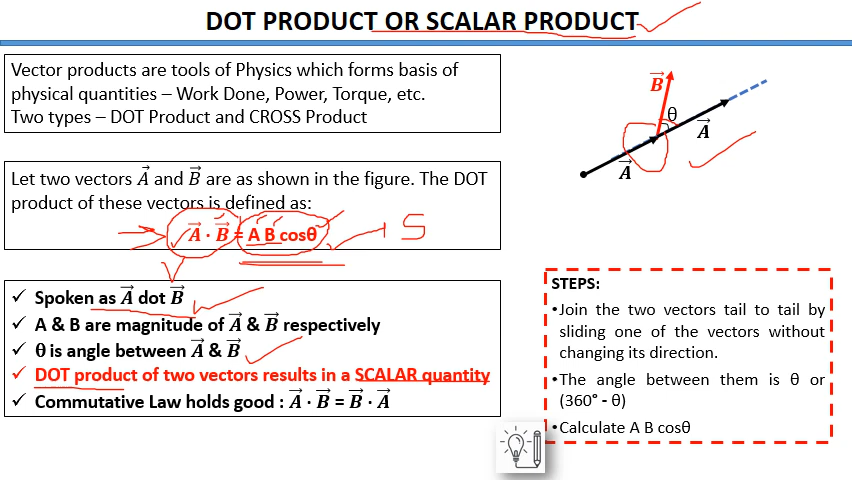 DOT PRODUCT OR SCALAR PRODUCT
Vector products are tools of Physics which forms basis of
physical quantities – Work Done, Power, Torque, etc.
Two types – DOT Product and CROSS Product
Let two vectors A⃗ and B⃗ are as shown in the figure. The DOT
product of these vectors is defined as:
A⃗ · B⃗ = A B cosθ
S
✓ Spoken as A⃗ dot B⃗
✓ A & B are magnitude of A⃗ & B⃗ respectively
✓ θ is angle between A⃗ & B⃗
✓ DOT product of two vectors results in a SCALAR quantity
✓ Commutative Law holds good : A⃗ · B⃗ = B⃗ · A⃗
B⃗
θ
A⃗
A⃗
STEPS:
•Join the two vectors tail to tail by
sliding one of the vectors without
changing its direction.
•The angle between them is θ or
(360° - θ)
•Calculate A B cosθ